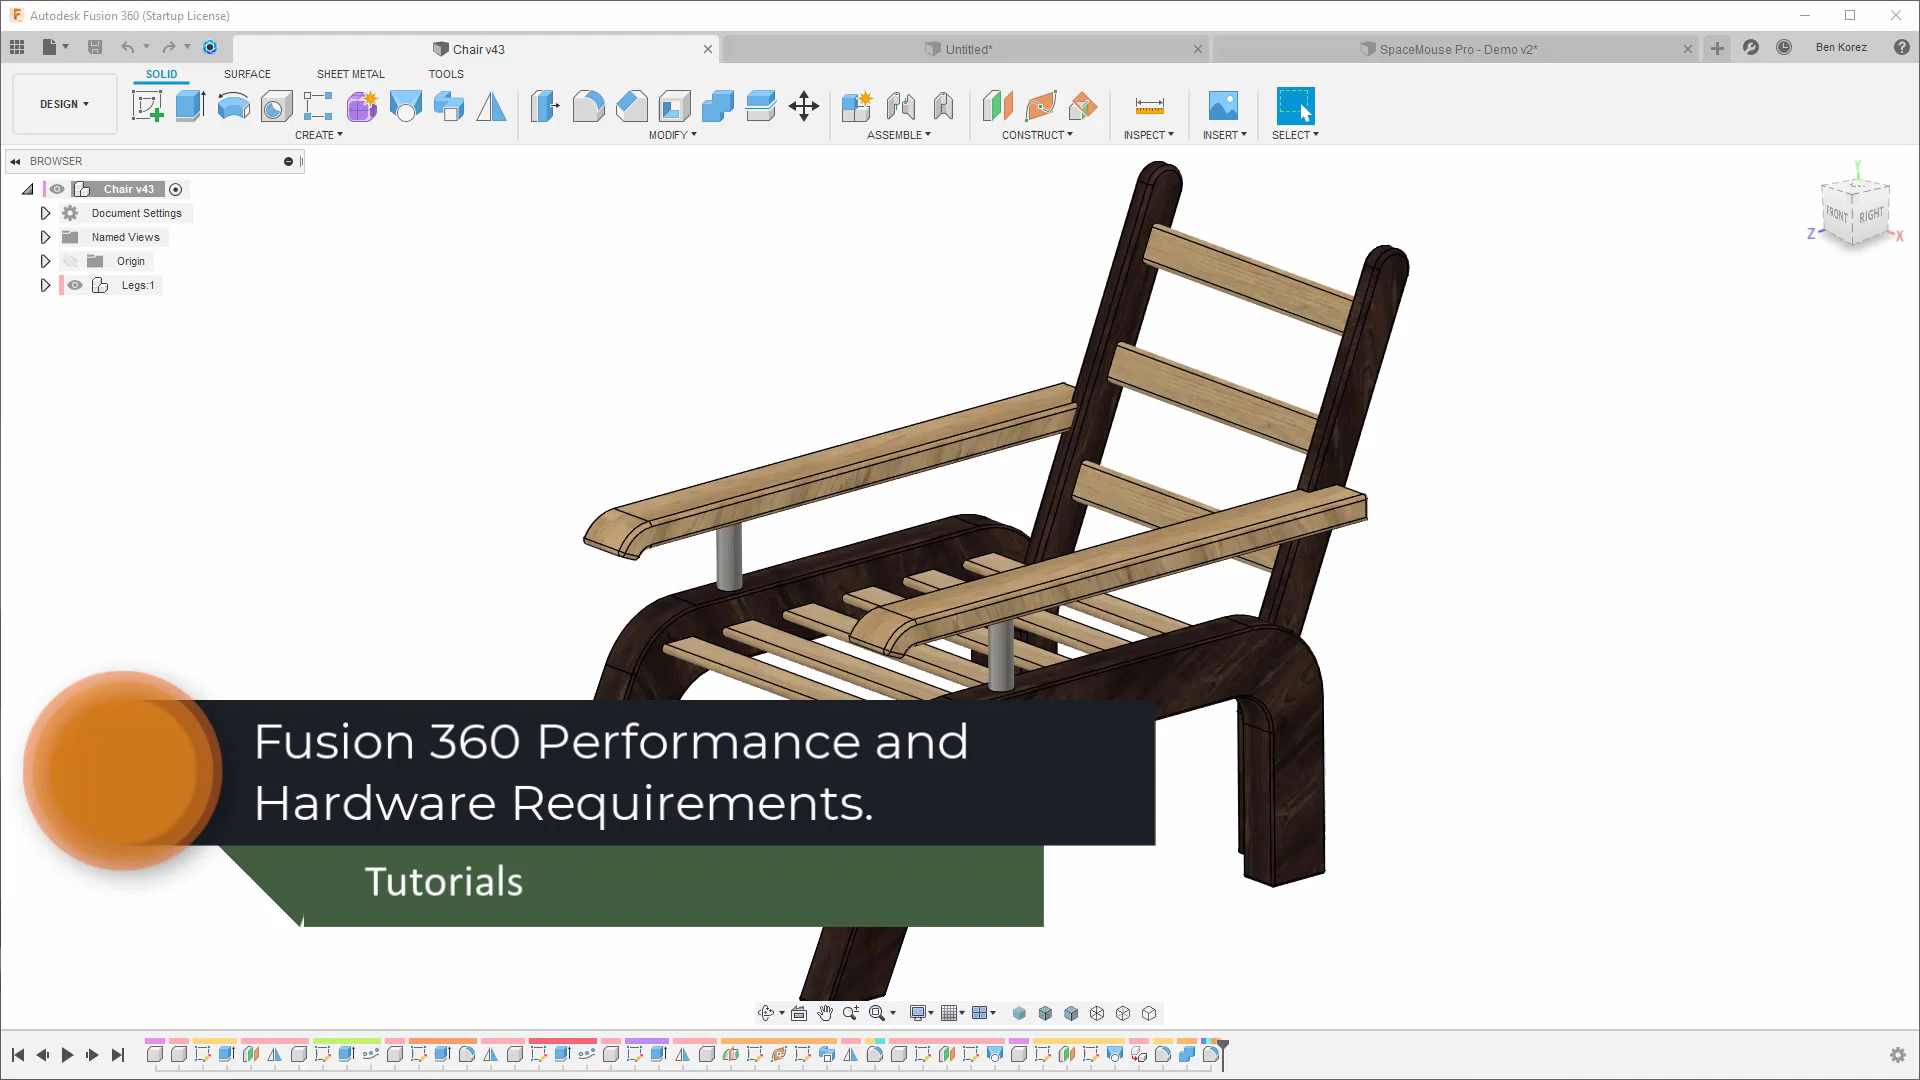 Autodesk Fusion 360 (Startup License)
Chair v43
Untitled*
SpaceMouse Pro - Demo v2*
Ben Korez
SOLID
SURFACE
SHEET METAL
TOOLS
DESIGN
CREATE
MODIFY
ASSEMBLE
CONSTRUCT
INSPECT
INSERT
SELECT
BROWSER
Chair v43
Document Settings
Named Views
Origin
Legs:1
Y
FRONT
RIGHT
Z
X
Fusion 360 Performance and
Hardware Requirements.
Tutorials